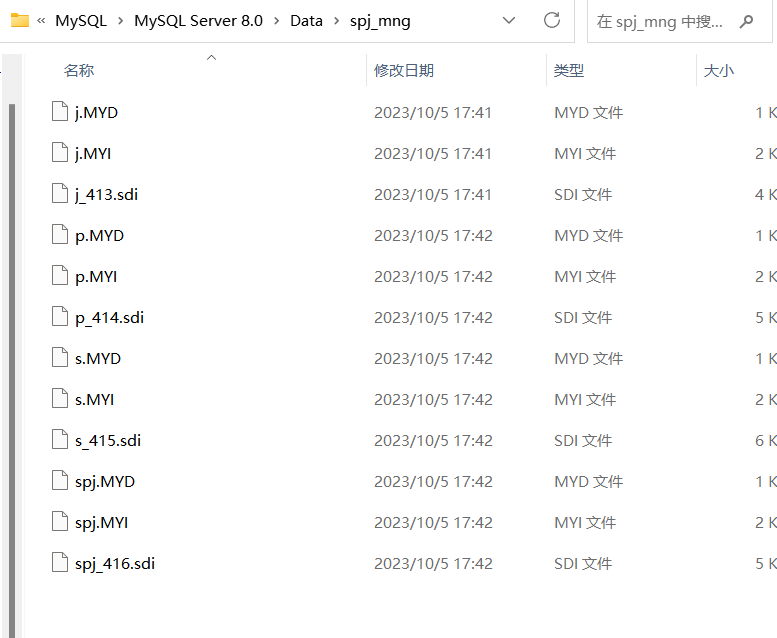 « MySQL › MySQL Server 8.0 › Data › spj_mng 在 spj_mng 中搜...
名称 修改日期 类型 大小
j.MYD 2023/10/5 17:41 MYD 文件 1 K
j.MYI 2023/10/5 17:41 MYI 文件 2 K
j_413.sdi 2023/10/5 17:41 SDI 文件 4 K
p.MYD 2023/10/5 17:42 MYD 文件 1 K
p.MYI 2023/10/5 17:42 MYI 文件 2 K
p_414.sdi 2023/10/5 17:42 SDI 文件 5 K
s.MYD 2023/10/5 17:42 MYD 文件 1 K
s.MYI 2023/10/5 17:42 MYI 文件 2 K
s_415.sdi 2023/10/5 17:42 SDI 文件 6 K
spj.MYD 2023/10/5 17:42 MYD 文件 1 K
spj.MYI 2023/10/5 17:42 MYI 文件 2 K
spj_416.sdi 2023/10/5 17:42 SDI 文件 5 K